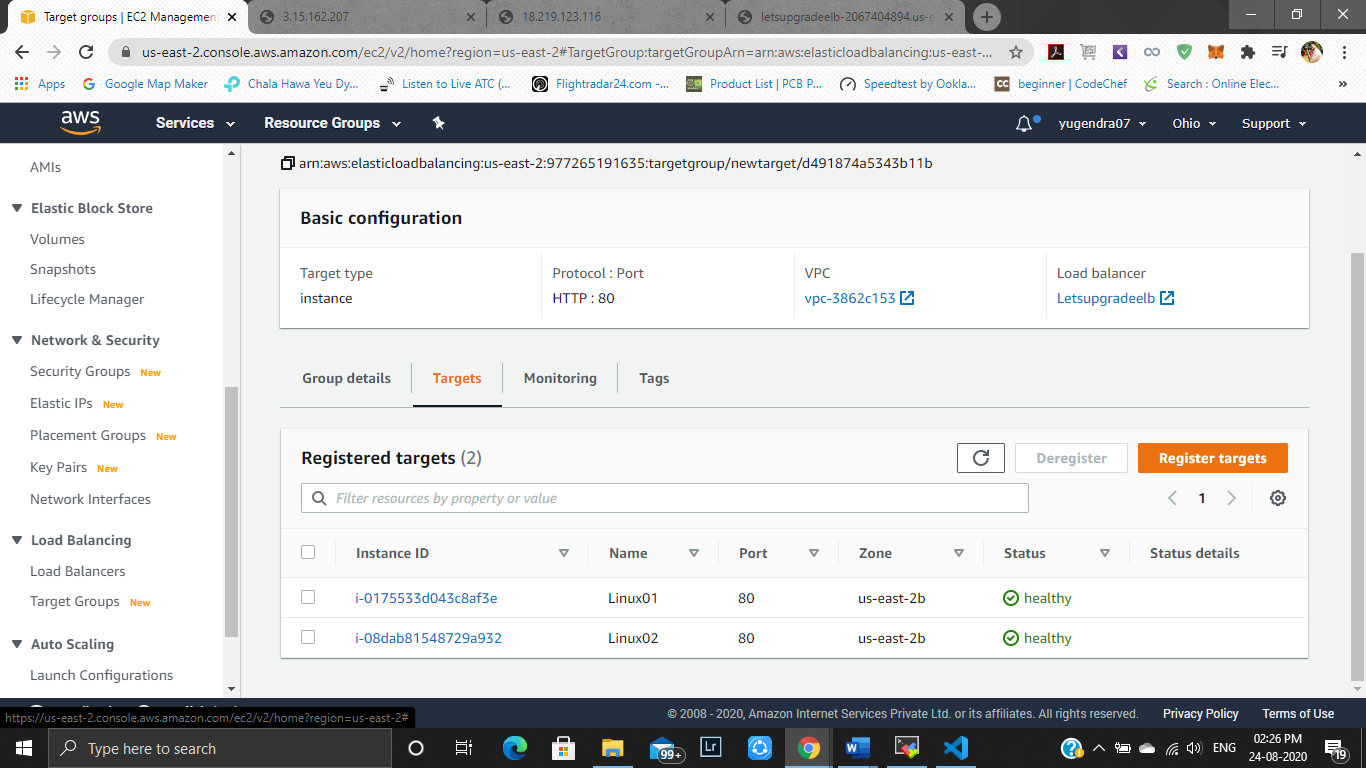 Target groups | EC2 Management
3.15.162.207
18.219.123.116
letsupgradeelb-2067404894.us-e
us-east-2.console.aws.amazon.com/ec2/v2/home?region=us-east-2#TargetGroup:targetGroupArn=arn:aws:elasticloadbalancing:us-east-...
Apps
Google Map Maker
Chala Hawa Yeu Dy...
Listen to Live ATC (...
Flightradar24.com -...
Product List | PCB P...
Speedtest by Ookla...
CC
beginner | CodeChef
Search : Online Elec...
»
aws
Services
Resource Groups
yugendra07
Ohio
Support
AMIs
Elastic Block Store
Volumes
Snapshots
Lifecycle Manager
Network & Security
Security Groups New
Elastic IPs New
Placement Groups New
Key Pairs New
Network Interfaces
Load Balancing
Load Balancers
Target Groups New
Auto Scaling
Launch Configurations
arn:aws:elasticloadbalancing:us-east-2:977265191635:targetgroup/newtarget/d491874a5343b11b
Basic configuration
Target type
instance
Protocol : Port
HTTP : 80
VPC
vpc-3862c153
Load balancer
Letsupgradeelb
Group details
Targets
Monitoring
Tags
Registered targets (2)
Deregister
Register targets
Filter resources by property or value
1
Instance ID Name Port Zone Status Status details
i-0175533d043c8af3e Linux01 80 us-east-2b healthy
i-08dab81548729a932 Linux02 80 us-east-2b healthy
https://us-east-2.console.aws.amazon.com/ec2/v2/home?region=us-east-2#
© 2008 - 2020, Amazon Internet Services Private Ltd. or its affiliates. All rights reserved.
Privacy Policy
Terms of Use
Type here to search
99+
Lr
ENG
02:26 PM
24-08-2020
19